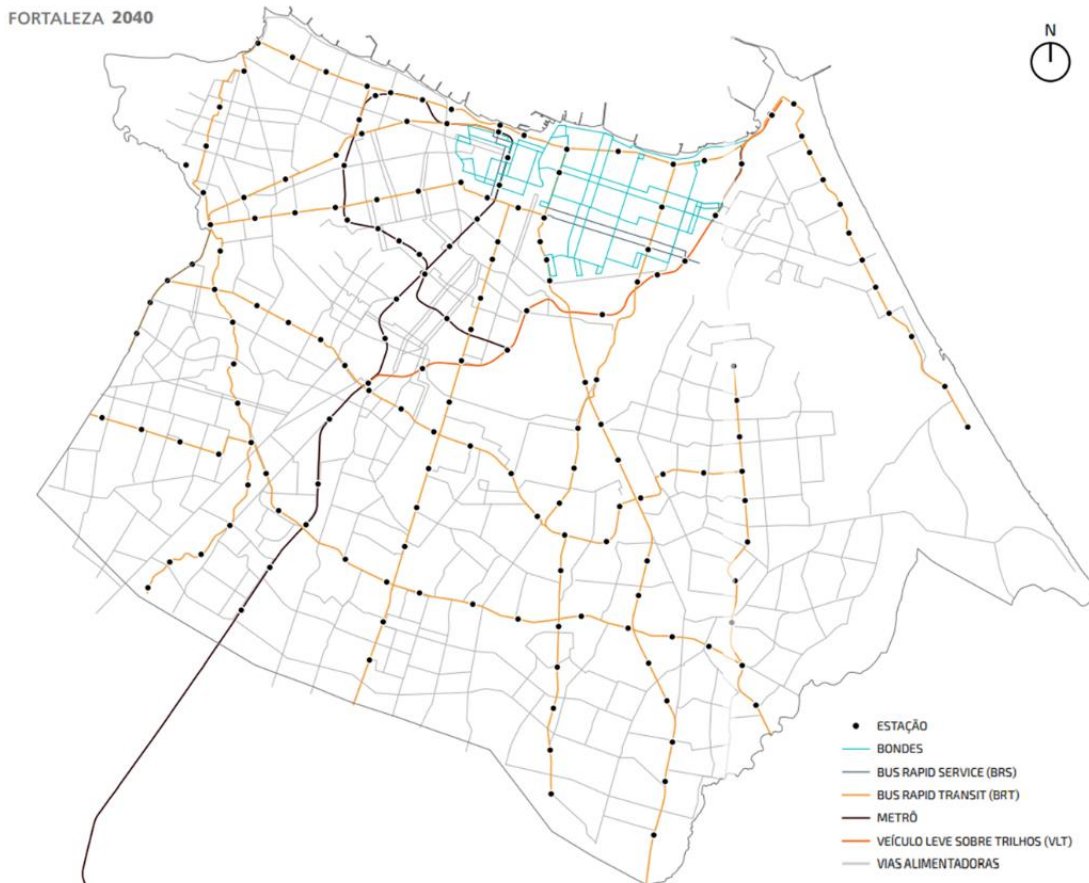 FORTALEZA 2040
N
ESTAÇÃO
BONDES
BUS RAPID SERVICE (BRS)
BUS RAPID TRANSIT (BRT)
METRÔ
VEÍCULO LEVE SOBRE TRILHOS (VLT)
VIAS ALIMENTADORAS